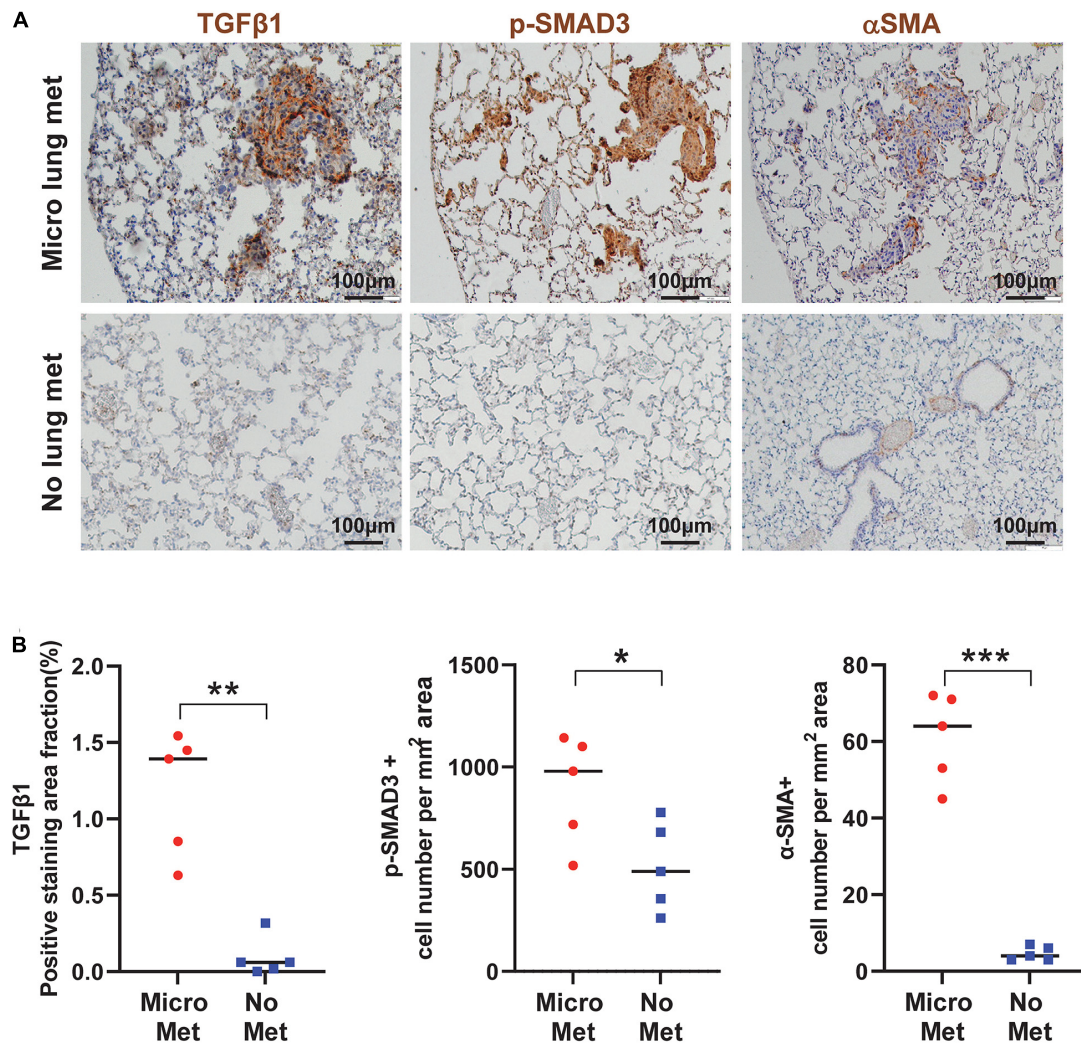 A
TGFβ1
p-SMAD3
αSMA
Micro lung met
100µm
100µm
100µm
No lung met
100µm
100µm
100µm
B
TGFβ1
Positive staining area fraction(%)
2.0
1.5
1.0
0.5
0.0
**
Micro
Met
No
Met
p-SMAD3 +
cell number per mm² area
1500
1000
500
0
*
Micro
Met
No
Met
α-SMA+
cell number per mm² area
80
60
40
20
0
***
Micro
Met
No
Met